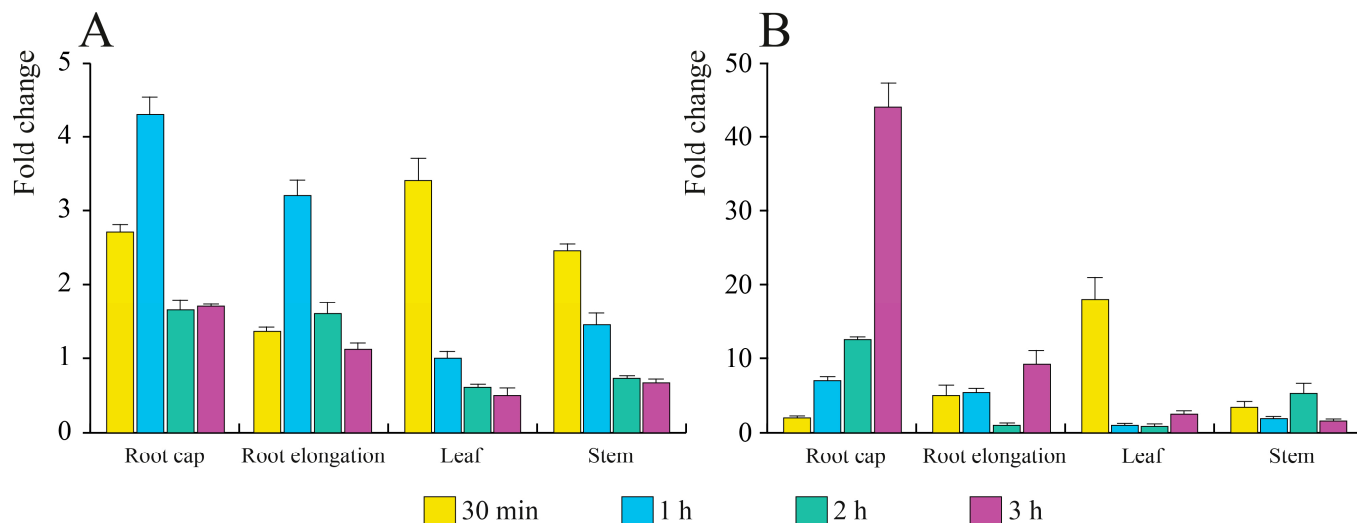 A
Fold change
5
4
3
2
1
0
Root cap Root elongation Leaf Stem
B
Fold change
50
40
30
20
10
0
Root cap Root elongation Leaf Stem
30 min 1 h 2 h 3 h